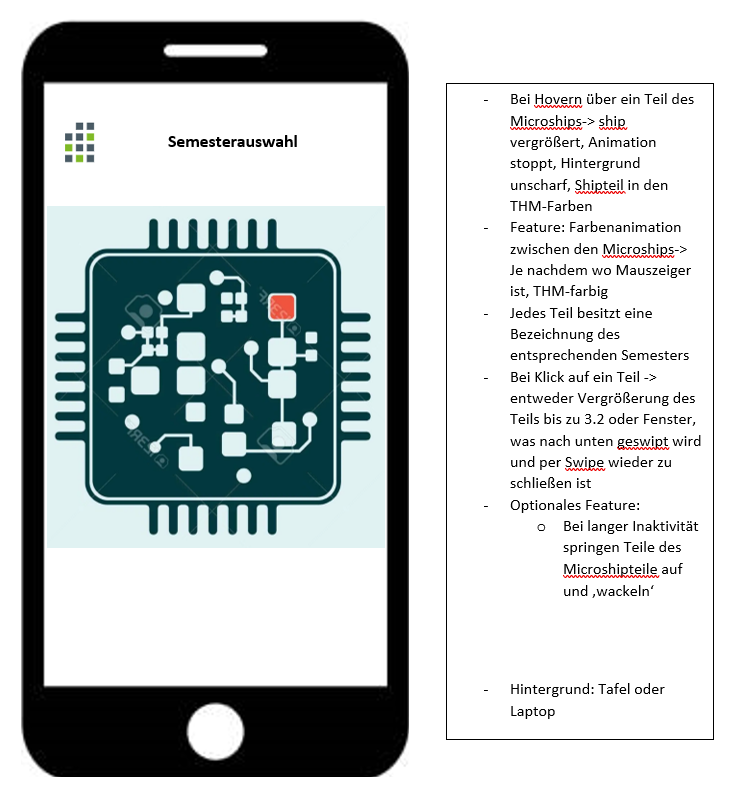 Semesterauswahl
- Bei Hovern über ein Teil des
Microships-> ship
vergrößert, Animation
stoppt, Hintergrund
unscharf, Shipteil in den
THM-Farben
- Feature: Farbenanimation
zwischen den Microships->
Je nachdem wo Mauszeiger
ist, THM-farbig
- Jedes Teil besitzt eine
Bezeichnung des
entsprechenden Semesters
- Bei Klick auf ein Teil ->
entweder Vergrößerung des
Teils bis zu 3.2 oder Fenster,
was nach unten geswipt wird
und per Swipe wieder zu
schließen ist
- Optionales Feature:
o Bei langer Inaktivität
springen Teile des
Microshipteile auf
und ‚wackeln‘
- Hintergrund: Tafel oder
Laptop